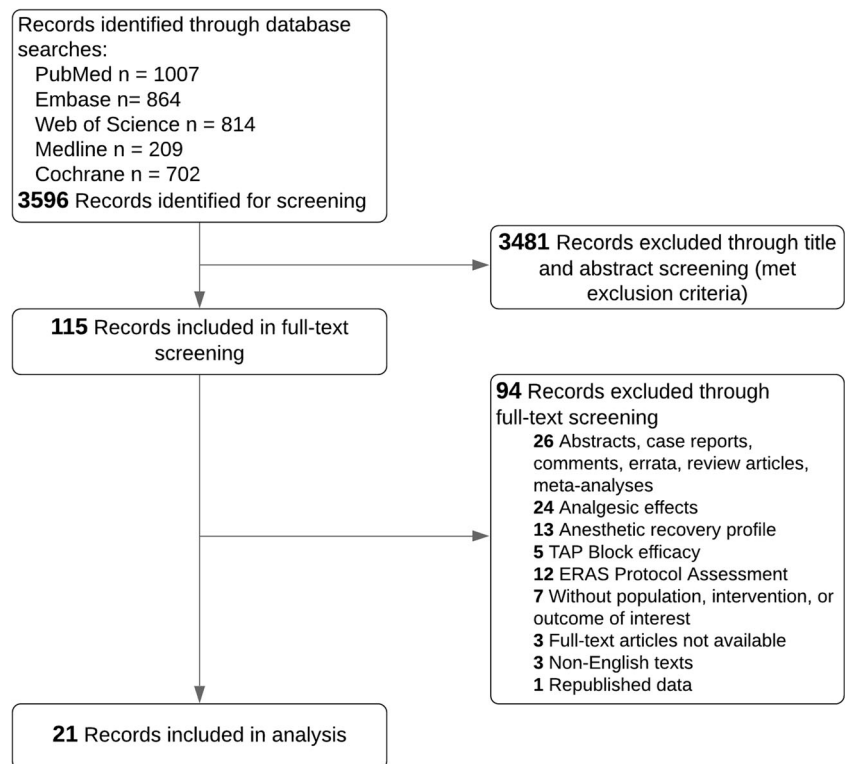 Records identified through database
searches:
PubMed n = 1007
Embase n= 864
Web of Science n = 814
Medline n = 209
Cochrane n = 702
3596 Records identified for screening
3481 Records excluded through title
and abstract screening (met
exclusion criteria)
115 Records included in full-text
screening
94 Records excluded through
full-text screening
26 Abstracts, case reports,
comments, errata, review articles,
meta-analyses
24 Analgesic effects
13 Anesthetic recovery profile
5 TAP Block efficacy
12 ERAS Protocol Assessment
7 Without population, intervention, or
outcome of interest
3 Full-text articles not available
3 Non-English texts
1 Republished data
21 Records included in analysis